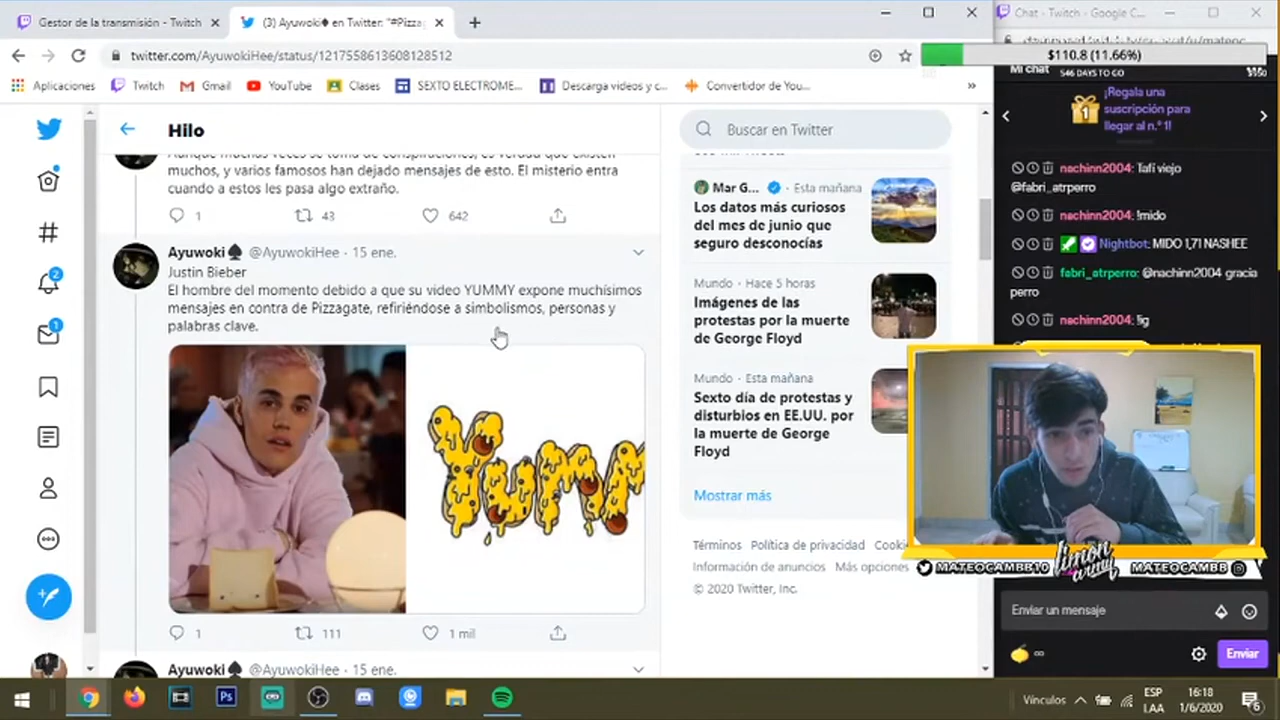 Gestor de la transmisión - Twitch
(3) Ayuwoki♠ en Twitter: "#Pizza
Chat - Twitch - Google C...
twitter.com/AyuwokiHee/status/1217558613608128512
$110.8 (11.66%)
Mi chat
546 DAYS TO GO
Aplicaciones
Twitch
Gmail
YouTube
Clases
SEXTO ELECTROME...
Descarga videos y c...
Convertidor de You...
»
¡Regala una
suscripción para
llegar al n.° 1!
Hilo
Buscar en Twitter
Aunque muchas veces se toma de conspiraciones, es verdad que existen
muchos, y varios famosos han dejado mensajes de esto. El misterio entra
cuando a estos les pasa algo extraño.
1
43
642
Ayuwoki♠ @AyuwokiHee · 15 ene.
Justin Bieber
El hombre del momento debido a que su video YUMMY expone muchísimos
mensajes en contra de Pizzagate, refiriéndose a simbolismos, personas y
palabras clave.
Yumm
1
111
1 mil
Ayuwoki♠ @AyuwokiHee · 15 ene.
2
1
Mar G... · Esta mañana
Los datos más curiosos
del mes de junio que
seguro desconocías
Mundo · Hace 5 horas
Imágenes de las
protestas por la muerte
de George Floyd
Mundo · Esta mañana
Sexto día de protestas y
disturbios en EE.UU. por
la muerte de George
Floyd
Mostrar más
Términos Política de privacidad Cooki
Información de anuncios Más opciones
© 2020 Twitter, Inc.
nachinn2004: Tafí viejo
@fabri_atrperro
nachinn2004: !mido
Nightbot: MIDO 1,71 NASHEE
fabri_atrperro: @nachinn2004 gracia
perro
nachinn2004: !ig
MATEOCAMBB10
limon
army
MATEOCAMBB
Enviar un mensaje
Enviar
Ps
Vínculos
ESP
LAA
16:18
1/6/2020
6